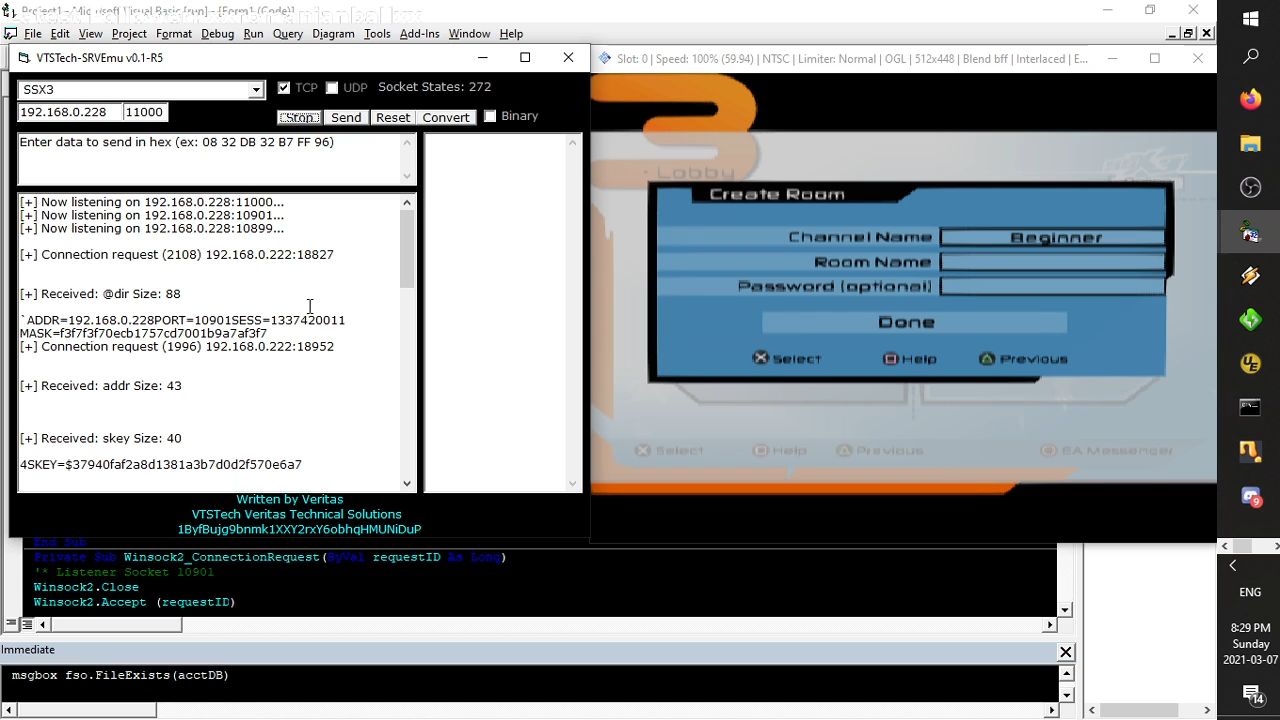 Project1 - Microsoft Visual Basic [run] - [Form1 (Code)]
File Edit View Project Format Debug Run Query Diagram Tools Add-Ins Window Help
VTSTech-SRVEmu v0.1-R5
SSX3
TCP UDP Socket States: 272
192.168.0.228 11000
Stop Send Reset Convert Binary
Enter data to send in hex (ex: 08 32 DB 32 B7 FF 96)
[+] Now listening on 192.168.0.228:11000...
[+] Now listening on 192.168.0.228:10901...
[+] Now listening on 192.168.0.228:10899...
[+] Connection request (2108) 192.168.0.222:18827
[+] Received: @dir Size: 88
`ADDR=192.168.0.228PORT=10901SESS=1337420011
MASK=f3f7f3f70ecb1757cd7001b9a7af3f7
[+] Connection request (1996) 192.168.0.222:18952
[+] Received: addr Size: 43
[+] Received: skey Size: 40
4SKEY=$37940faf2a8d1381a3b7d0d2f570e6a7
Written by Veritas
VTSTech Veritas Technical Solutions
1ByfBujg9bnmk1XXY2rxY6obhqHMUNiDuP
End Sub
Private Sub Winsock2_ConnectionRequest(ByVal requestID As Long)
'* Listener Socket 10901
Winsock2.Close
Winsock2.Accept (requestID)
Immediate
msgbox fso.FileExists(acctDB)
Slot: 0 | Speed: 100% (59.94) | NTSC | Limiter: Normal | OGL | 512x448 | Blend bff | Interlaced | E...
Lobby
Create Room
Channel Name Beginner
Room Name
Password (optional)
Done
Select Help Previous
Select Help Previous EA Messenger
9
ENG
8:29 PM
Sunday
2021-03-07
14